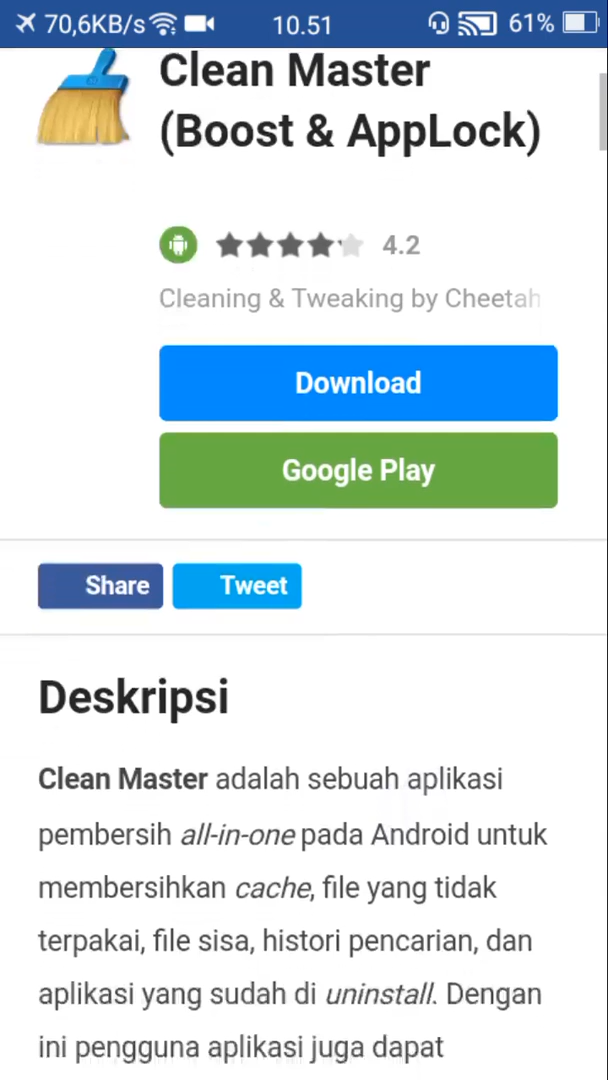 70,6KB/s 10.51 61%
Clean Master
(Boost & AppLock)
4.2
Cleaning & Tweaking by Cheetah
Download
Google Play
Share Tweet
Deskripsi
Clean Master adalah sebuah aplikasi
pembersih all-in-one pada Android untuk
membersihkan cache, file yang tidak
terpakai, file sisa, histori pencarian, dan
aplikasi yang sudah di uninstall. Dengan
ini pengguna aplikasi juga dapat